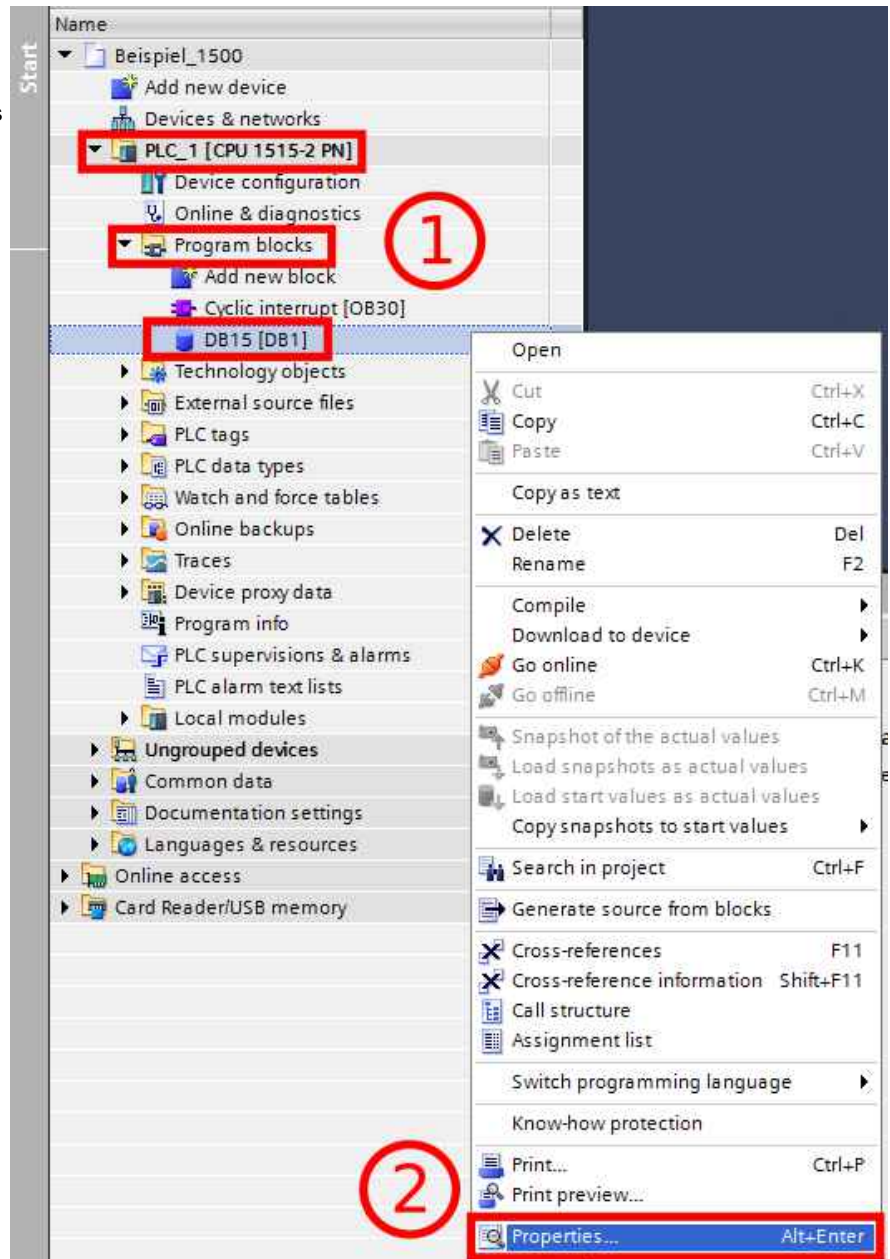 s
Start
Name
Beispiel_1500
Add new device
Devices & networks
PLC_1 [CPU 1515-2 PN]
Device configuration
Online & diagnostics
Program blocks
1
Add new block
Cyclic interrupt [OB30]
DB15 [DB1]
Technology objects
External source files
PLC tags
PLC data types
Watch and force tables
Online backups
Traces
Device proxy data
Program info
PLC supervisions & alarms
PLC alarm text lists
Local modules
Ungrouped devices
Common data
Documentation settings
Languages & resources
Online access
Card Reader/USB memory
Open
Cut Ctrl+X
Copy Ctrl+C
Paste Ctrl+V
Copy as text
Delete Del
Rename F2
Compile
Download to device
Go online Ctrl+K
Go offline Ctrl+M
Snapshot of the actual values
Load snapshots as actual values
Load start values as actual values
Copy snapshots to start values
Search in project Ctrl+F
Generate source from blocks
Cross-references F11
Cross-reference information Shift+F11
Call structure
Assignment list
Switch programming language
Know-how protection
Print... Ctrl+P
Print preview...
2
Properties... Alt+Enter